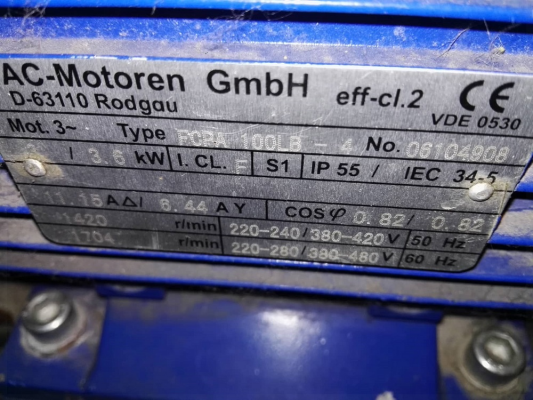 AC-Motoren GmbH eff-cl.2 CE
D-63110 Rodgau VDE 0530
Mot. 3~ Type FCPA 100LB - 4 No. 06104908
/ 3.6 kW I. CL. F S1 IP 55 / IEC 34-5
11.15 A Δ/ 6.44 A Y COSφ 0.82/ 0.82
1420 r/min 220-240/380-420 V 50 Hz
1704 r/min 220-280/380-480 V 60 Hz